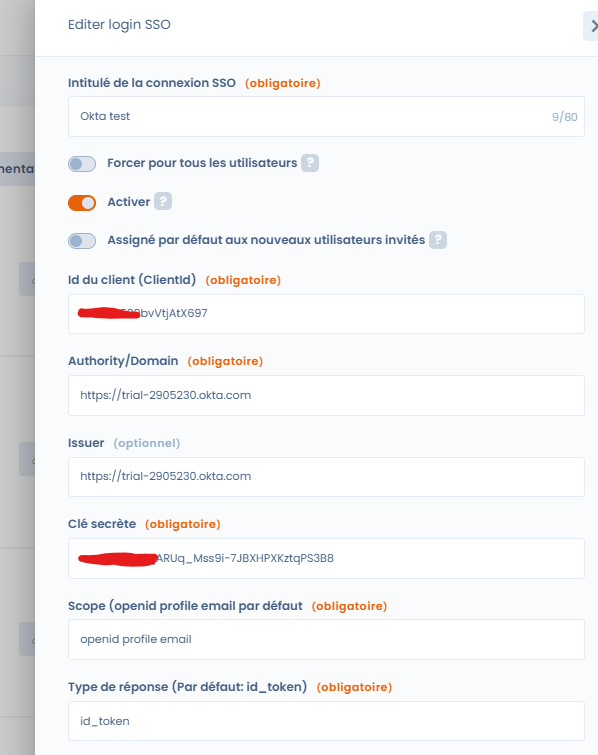 Editer login SSO
Intitulé de la connexion SSO (obligatoire)
Okta test 9/80
Forcer pour tous les utilisateurs ?
Activer ?
Assigné par défaut aux nouveaux utilisateurs invités ?
Id du client (ClientId) (obligatoire)
bvVtjAtX697
Authority/Domain (obligatoire)
https://trial-2905230.okta.com
Issuer (optionnel)
https://trial-2905230.okta.com
Clé secrète (obligatoire)
ARUq_Mss9i-7JBXHPXKztqPS3B8
Scope (openid profile email par défaut (obligatoire)
openid profile email
Type de réponse (Par défaut: id_token) (obligatoire)
id_token